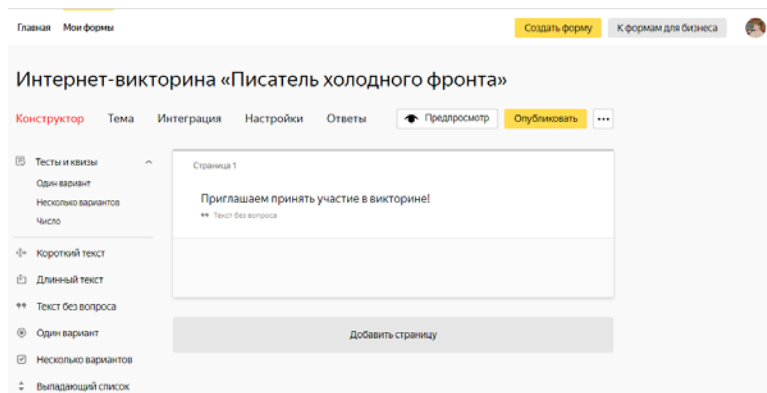 Главная Мои формы Создать форму К формам для бизнеса
Интернет-викторина «Писатель холодного фронта»
Конструктор Тема Интеграция Настройки Ответы Предпросмотр Опубликовать
Тесты и квизы
Один вариант
Несколько вариантов
Число
Короткий текст
Длинный текст
Текст без вопроса
Один вариант
Несколько вариантов
Выпадающий список
Страница 1
Приглашаем принять участие в викторине!
Текст без вопроса
Добавить страницу